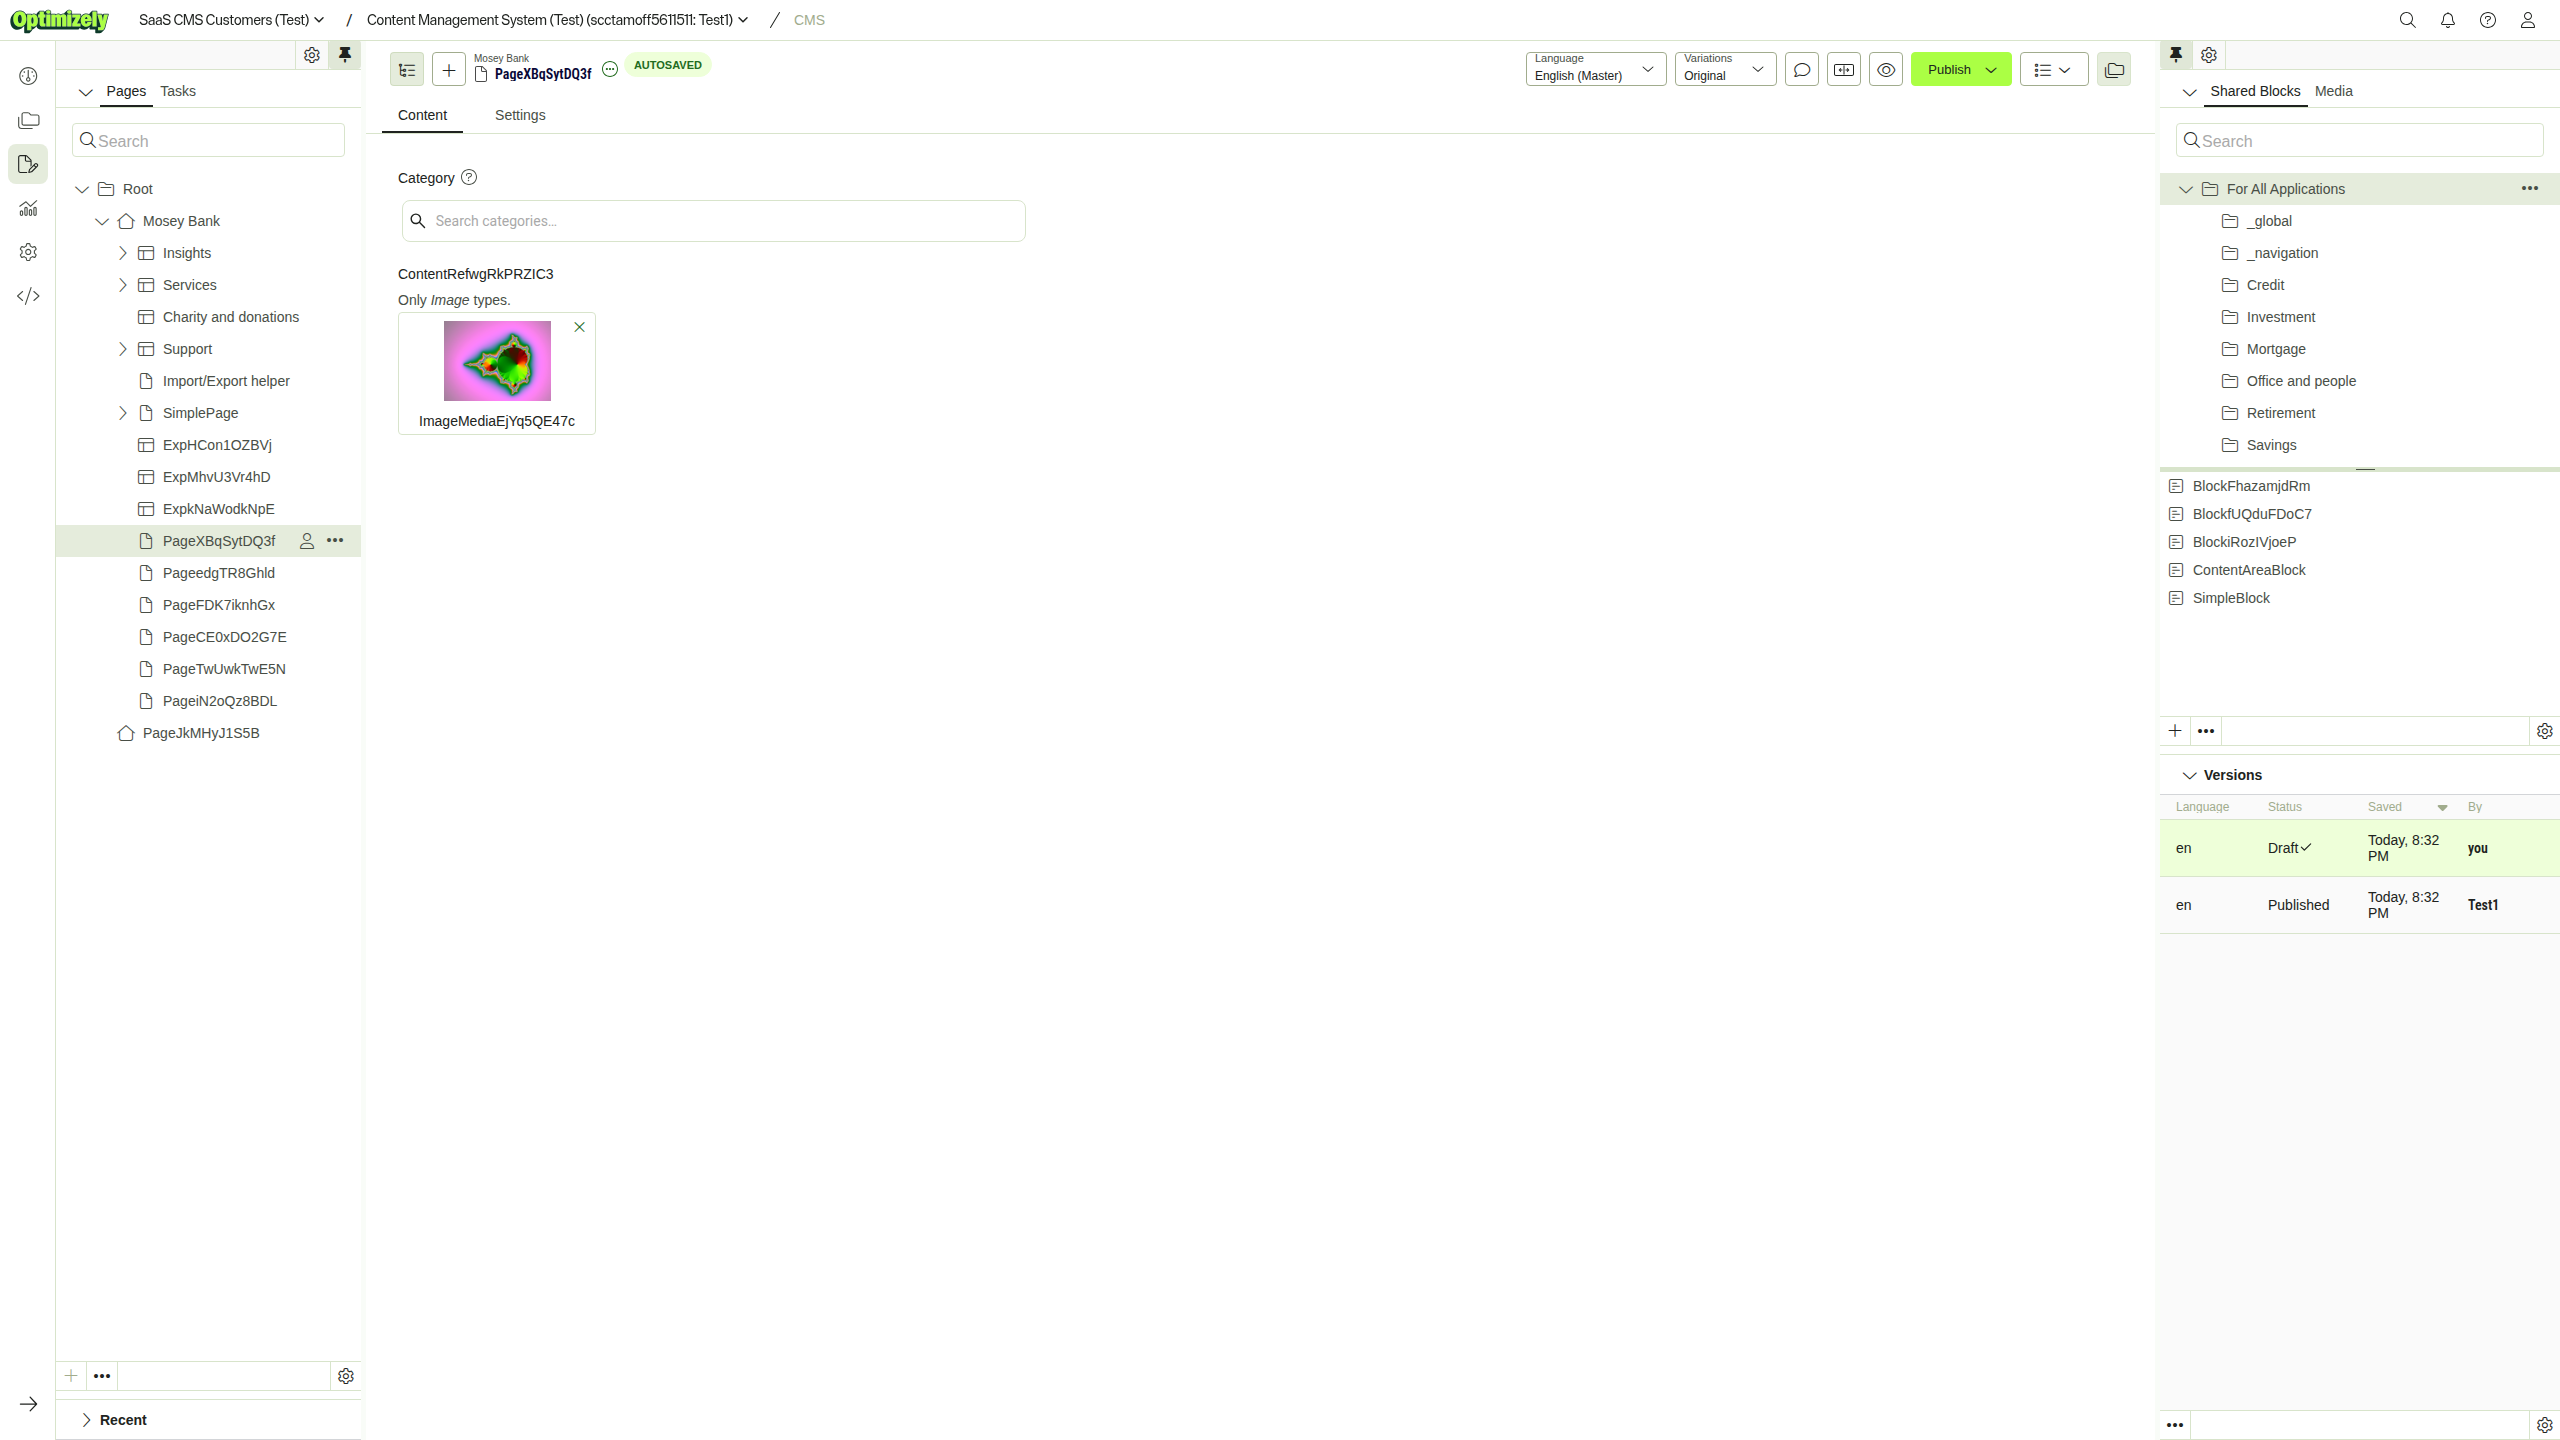 Optimizely
SaaS CMS Customers (Test) / Content Management System (Test) (scctamoff5611511: Test1) / CMS
Pages Tasks
Search
Root
Mosey Bank
Insights
Services
Charity and donations
Support
Import/Export helper
SimplePage
ExpHCon1OZBVj
ExpMhvU3Vr4hD
ExpkNaWodkNpE
PageXBqSytDQ3f
PageedgTR8Ghld
PageFDK7iknhGx
PageCE0xDO2G7E
PageTwUwkTwE5N
PageiN2oQz8BDL
PageJkMHyJ1S5B
Recent
Mosey Bank
PageXBqSytDQ3f
AUTOSAVED
Language
English (Master)
Variations
Original
Publish
Content Settings
Category
Search categories...
ContentRefwgRkPRZIC3
Only Image types.
ImageMediaEjYq5QE47c
Shared Blocks Media
Search
For All Applications
_global
_navigation
Credit
Investment
Mortgage
Office and people
Retirement
Savings
BlockFhazamjdRm
BlockfUQduFDoC7
BlockiRozIVjoeP
ContentAreaBlock
SimpleBlock
Versions
Language Status Saved By
en Draft Today, 8:32 PM you
en Published Today, 8:32 PM Test1